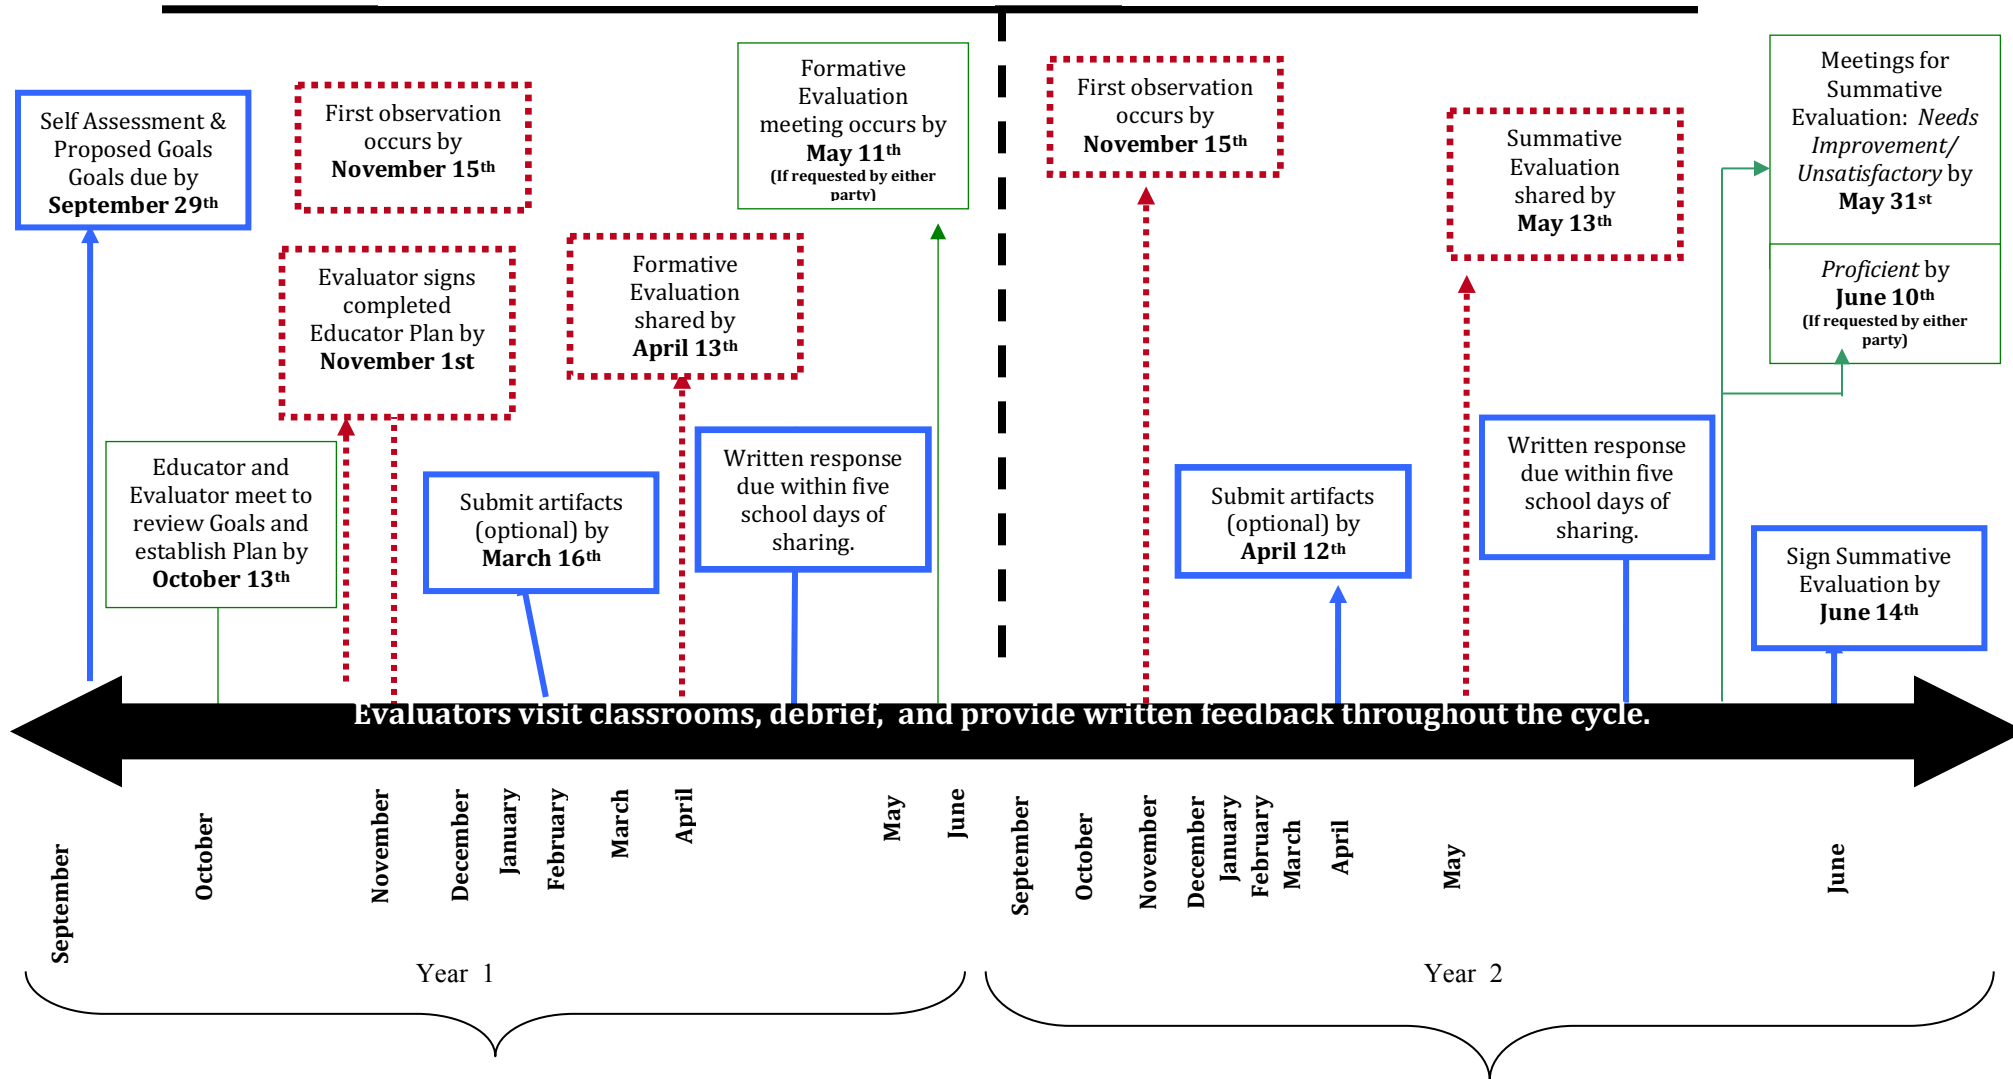 Self Assessment &
Proposed Goals
Goals due by
September 29th
First observation
occurs by
November 15th
Evaluator signs
completed
Educator Plan by
November 1st
Educator and
Evaluator meet to
review Goals and
establish Plan by
October 13th
Submit artifacts
(optional) by
March 16th
Formative
Evaluation
shared by
April 13th
Written response
due within five
school days of
sharing.
Formative
Evaluation
meeting occurs by
May 11th
(If requested by either
party)
First observation
occurs by
November 15th
Submit artifacts
(optional) by
April 12th
Summative
Evaluation
shared by
May 13th
Written response
due within five
school days of
sharing.
Meetings for
Summative
Evaluation: Needs
Improvement/
Unsatisfactory by
May 31st
Proficient by
June 10th
(If requested by either
party)
Sign Summative
Evaluation by
June 14th
Evaluators visit classrooms, debrief, and provide written feedback throughout the cycle.
September
October
November
December
January
February
March
April
May
June
September
October
November
December
January
February
March
April
May
June
Year 1
Year 2